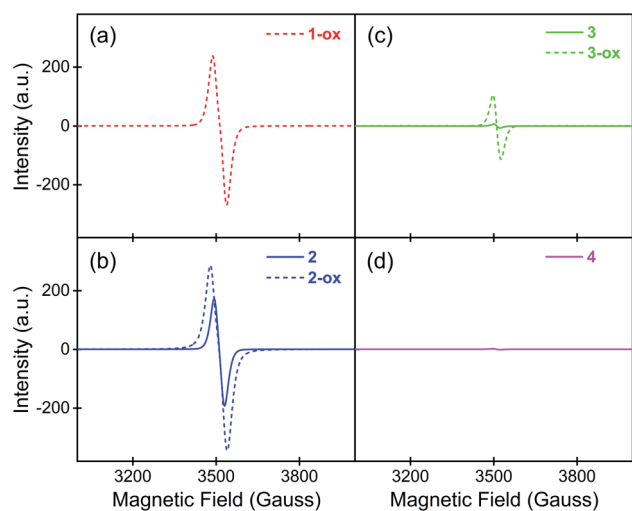 (a)
1-ox
(c)
3
3-ox
200
0
-200
Intensity (a.u.)
(b)
2
2-ox
(d)
4
200
0
-200
Intensity (a.u.)
3200 3500 3800 3200 3500 3800
Magnetic Field (Gauss) Magnetic Field (Gauss)